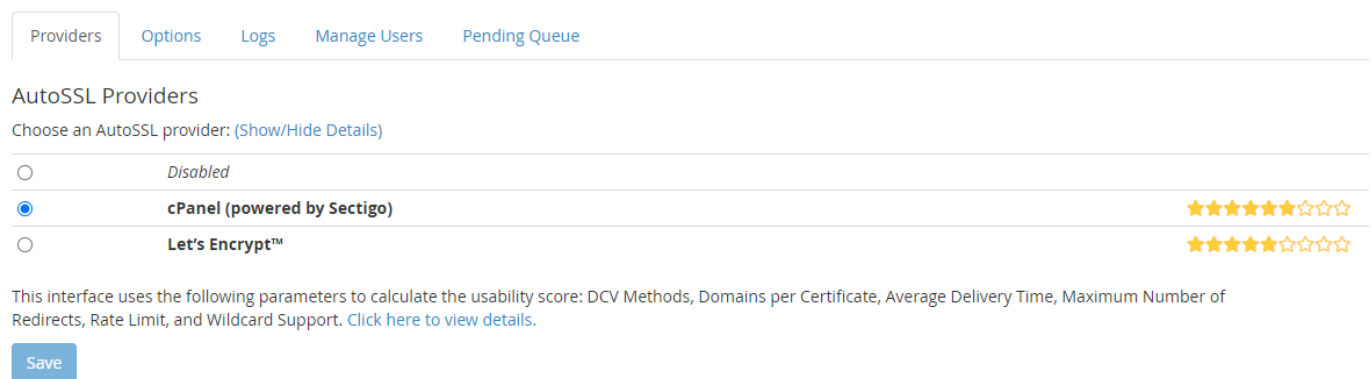 Providers Options Logs Manage Users Pending Queue
AutoSSL Providers
Choose an AutoSSL provider: (Show/Hide Details)
Disabled
cPanel (powered by Sectigo)
Let's Encrypt™
This interface uses the following parameters to calculate the usability score: DCV Methods, Domains per Certificate, Average Delivery Time, Maximum Number of
Redirects, Rate Limit, and Wildcard Support. Click here to view details.
Save